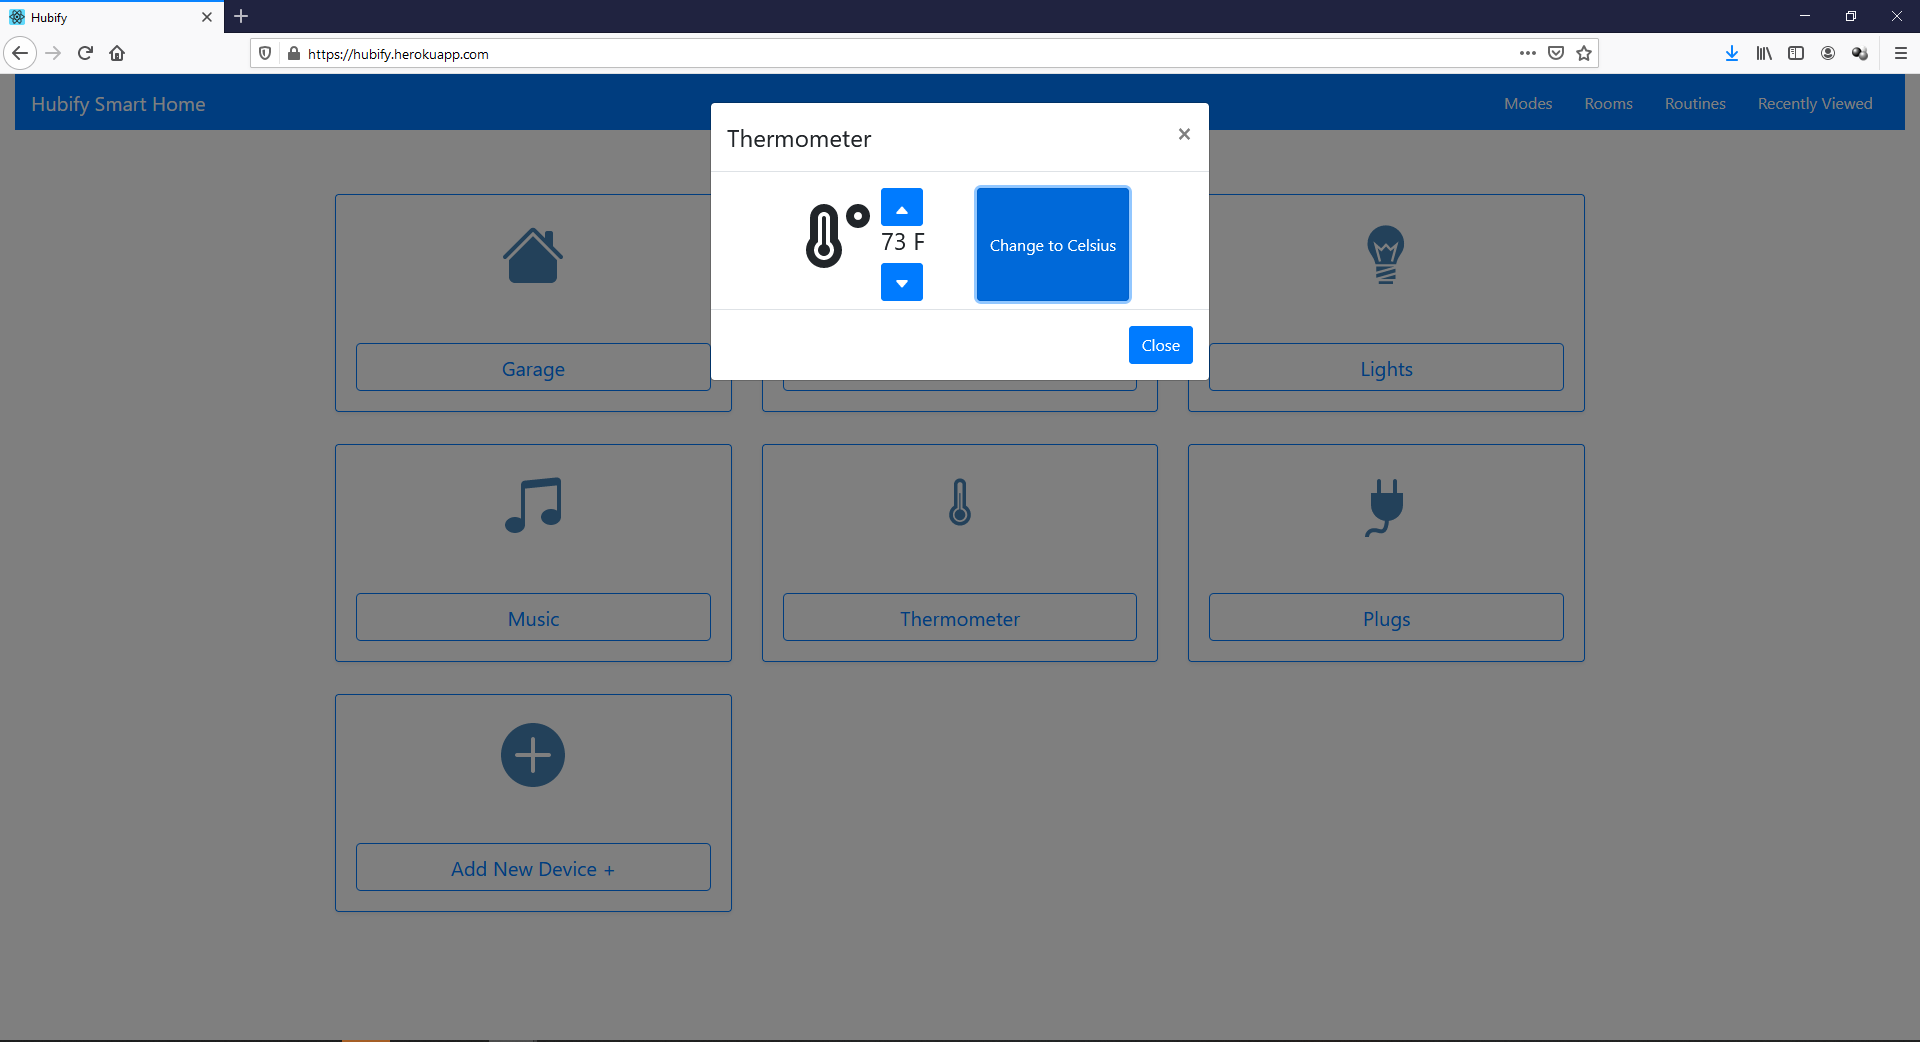 Hubify
https://hubify.herokuapp.com
Hubify Smart Home
Modes
Rooms
Routines
Recently Viewed
Thermometer
×
73 F
Change to Celsius
Close
Garage
Lights
Music
Thermometer
Plugs
Add New Device +